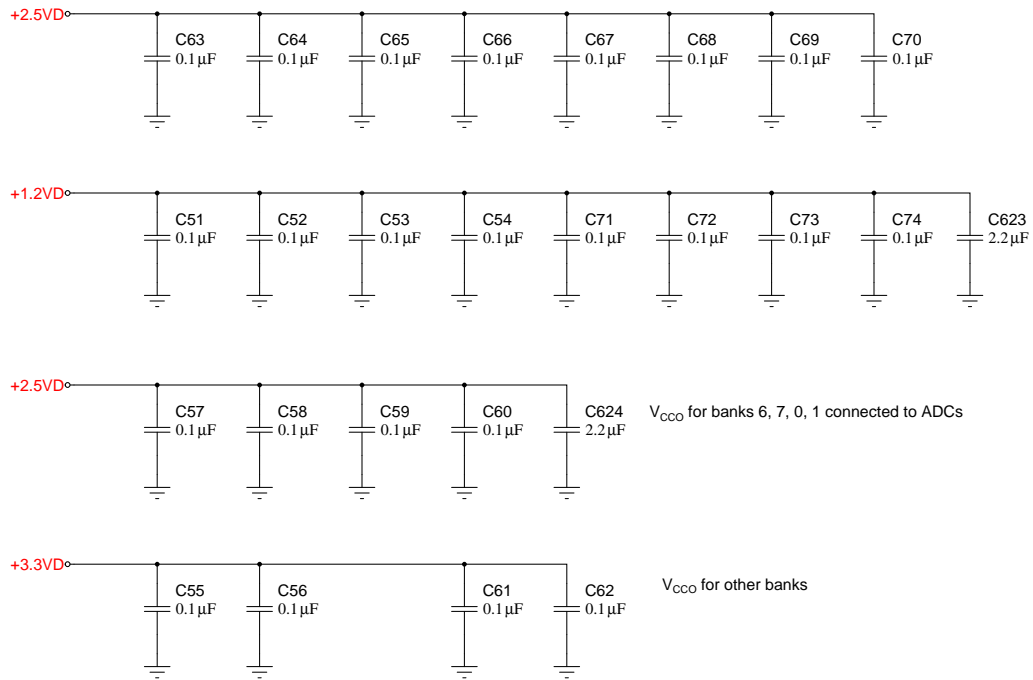 +2.5VD
C63 C64 C65 C66 C67 C68 C69 C70
0.1µF 0.1µF 0.1µF 0.1µF 0.1µF 0.1µF 0.1µF 0.1µF
+1.2VD
C51 C52 C53 C54 C71 C72 C73 C74 C623
0.1µF 0.1µF 0.1µF 0.1µF 0.1µF 0.1µF 0.1µF 0.1µF 2.2µF
+2.5VD
C57 C58 C59 C60 C624 VCCO for banks 6, 7, 0, 1 connected to ADCs
0.1µF 0.1µF 0.1µF 0.1µF 2.2µF
+3.3VD
C55 C56 C61 C62 VCCO for other banks
0.1µF 0.1µF 0.1µF 0.1µF